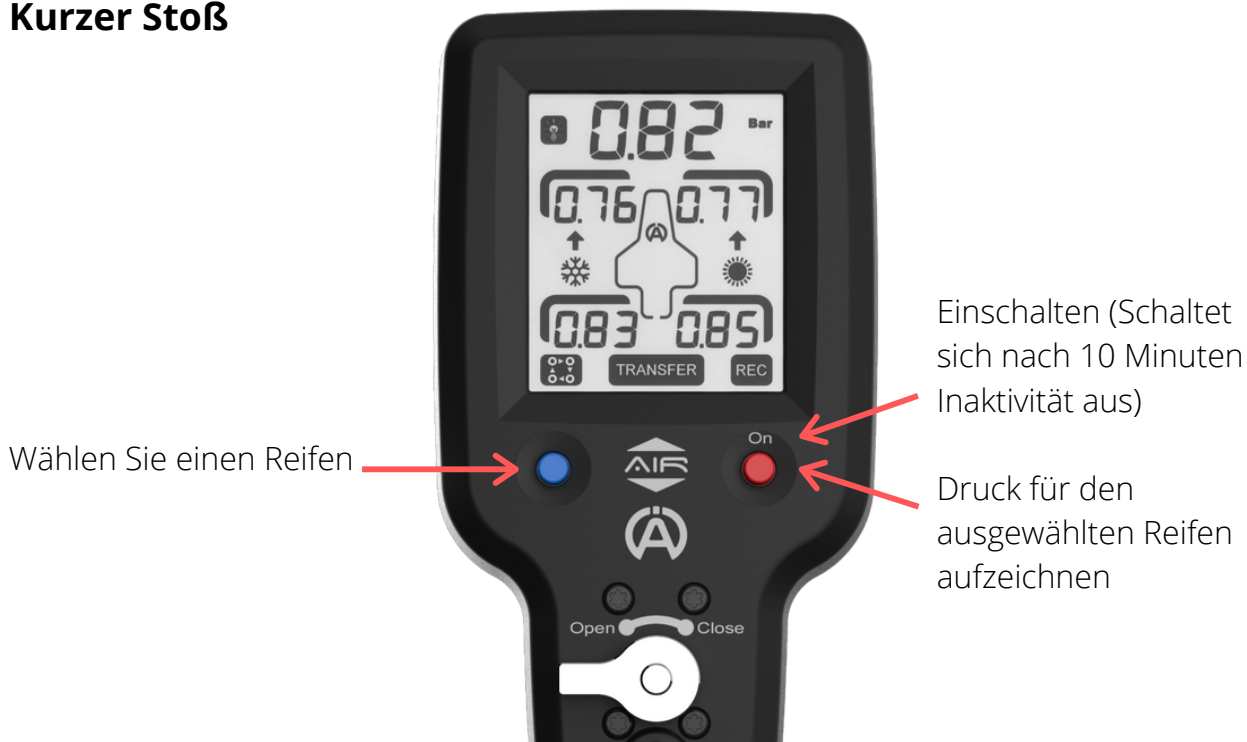 Kurzer Stoß
0.82 Bar
0.76 0.77
0.83 0.85
TRANSFER REC
Einschalten (Schaltet
sich nach 10 Minuten
Inaktivität aus)
On
Wählen Sie einen Reifen
AIR
Druck für den
ausgewählten Reifen
aufzeichnen
Open Close